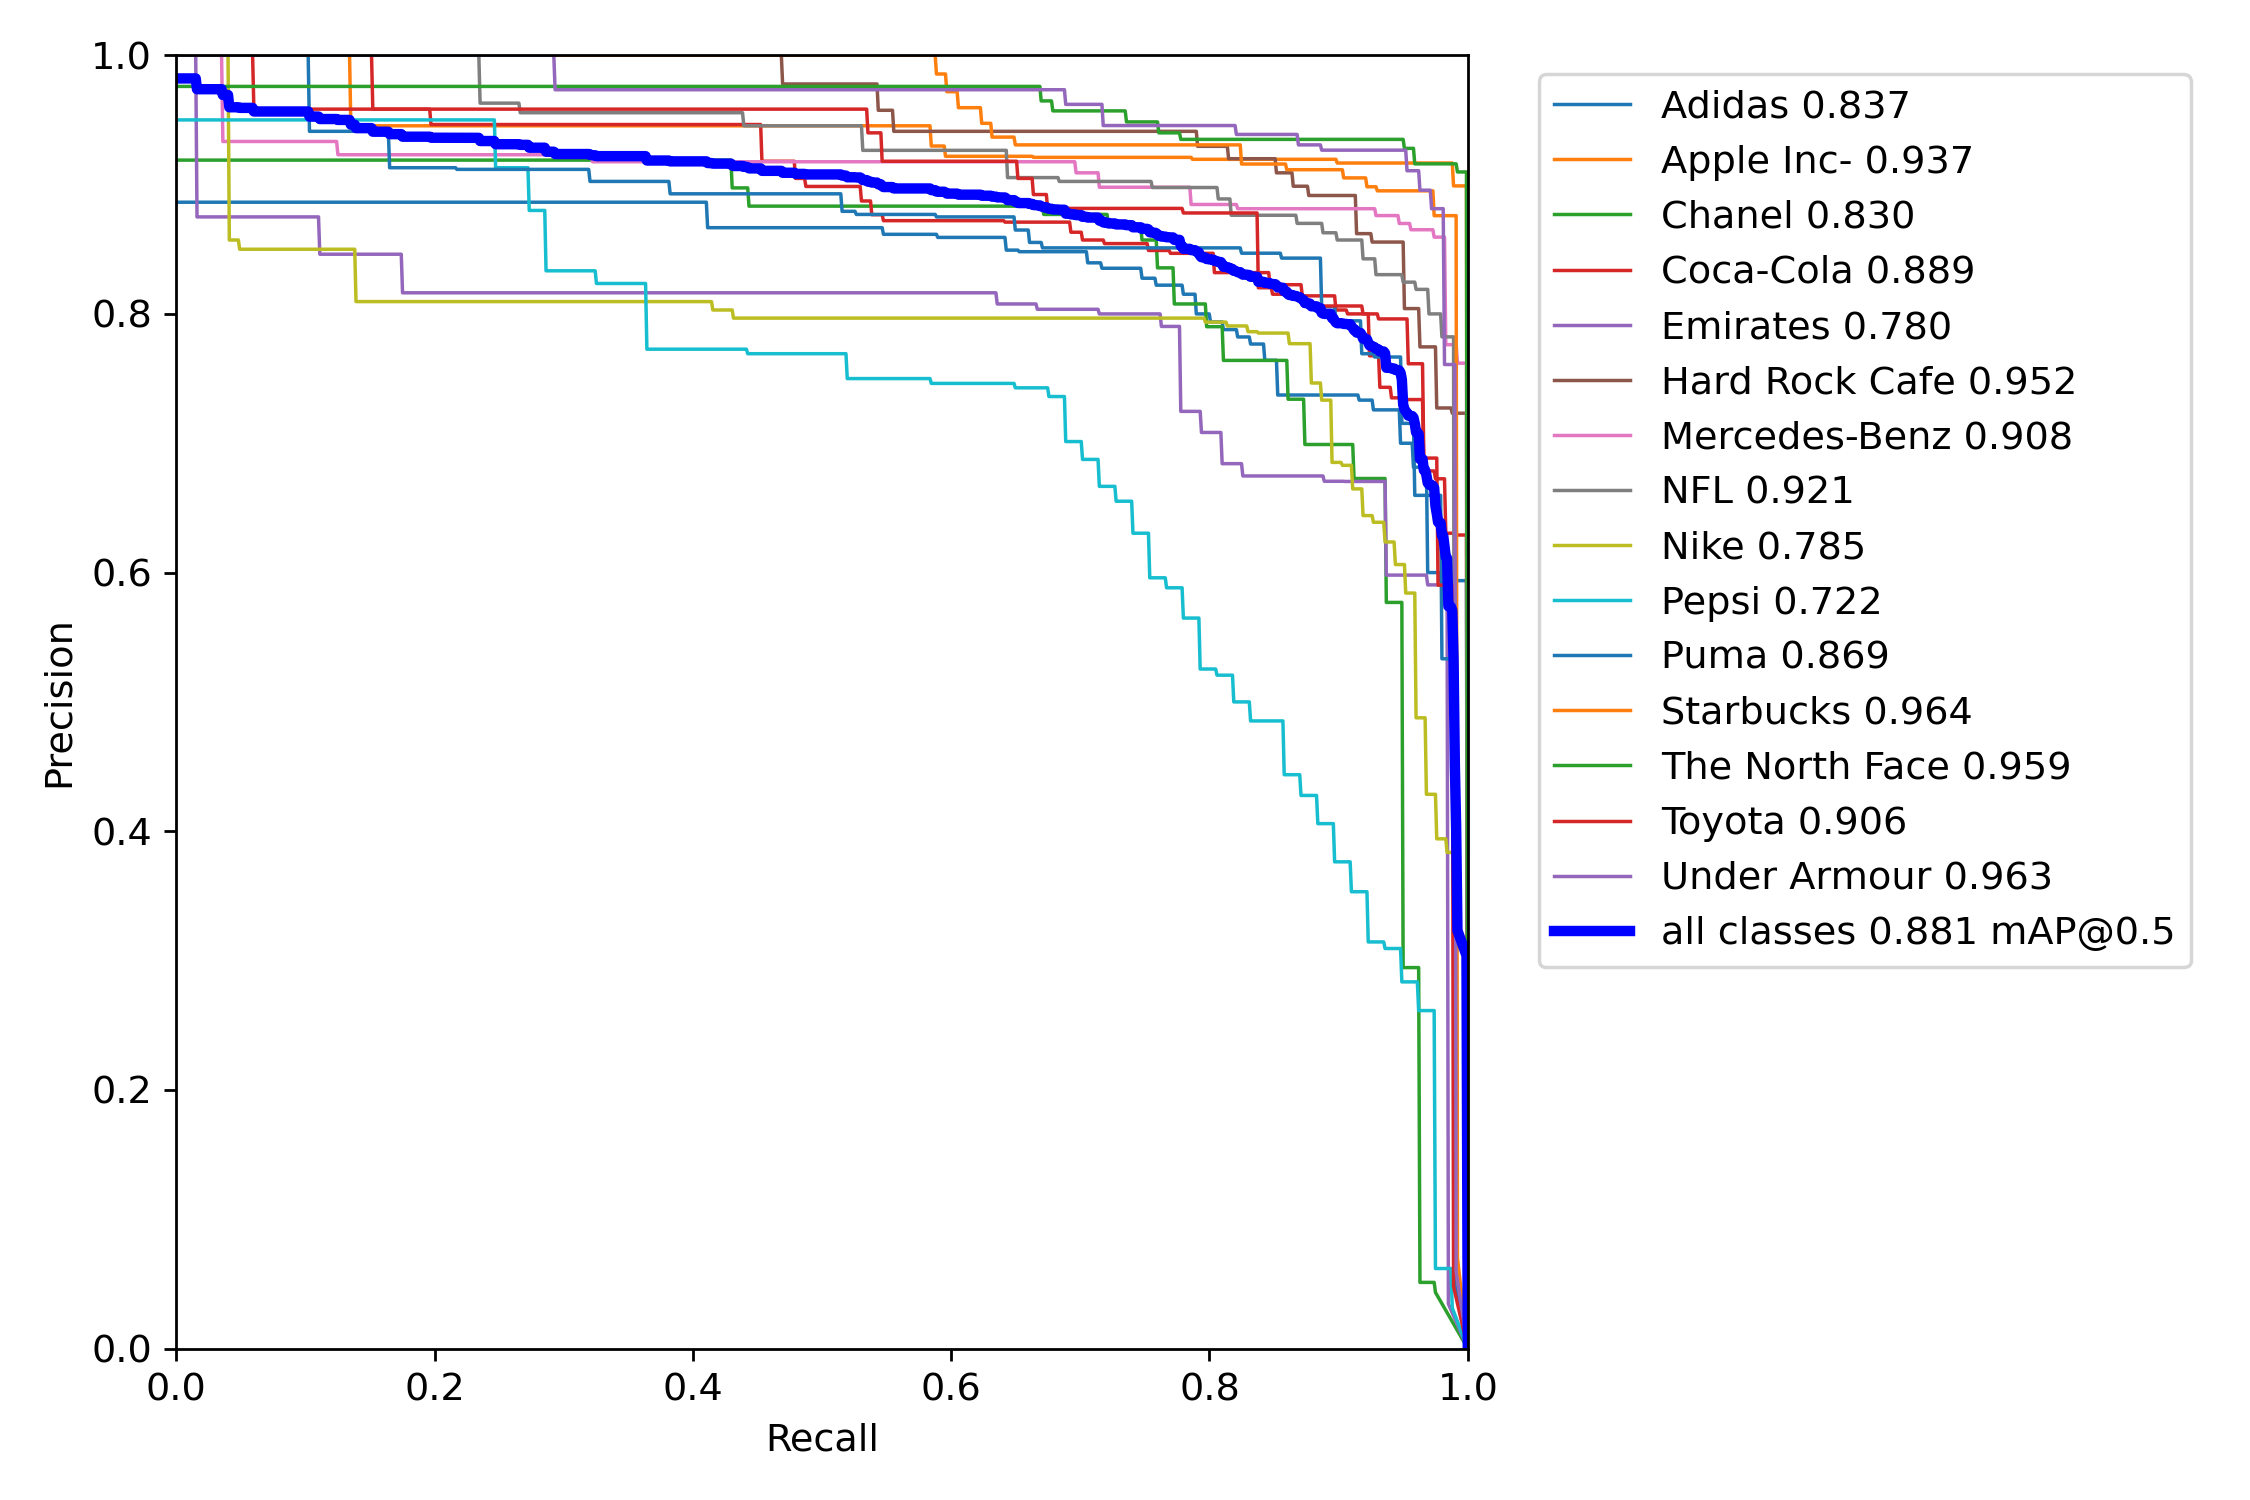 1.0
0.8
0.6
0.4
0.2
0.0
0.0 0.2 0.4 0.6 0.8 1.0
Precision
Recall
Adidas 0.837
Apple Inc- 0.937
Chanel 0.830
Coca-Cola 0.889
Emirates 0.780
Hard Rock Cafe 0.952
Mercedes-Benz 0.908
NFL 0.921
Nike 0.785
Pepsi 0.722
Puma 0.869
Starbucks 0.964
The North Face 0.959
Toyota 0.906
Under Armour 0.963
all classes 0.881 mAP@0.5